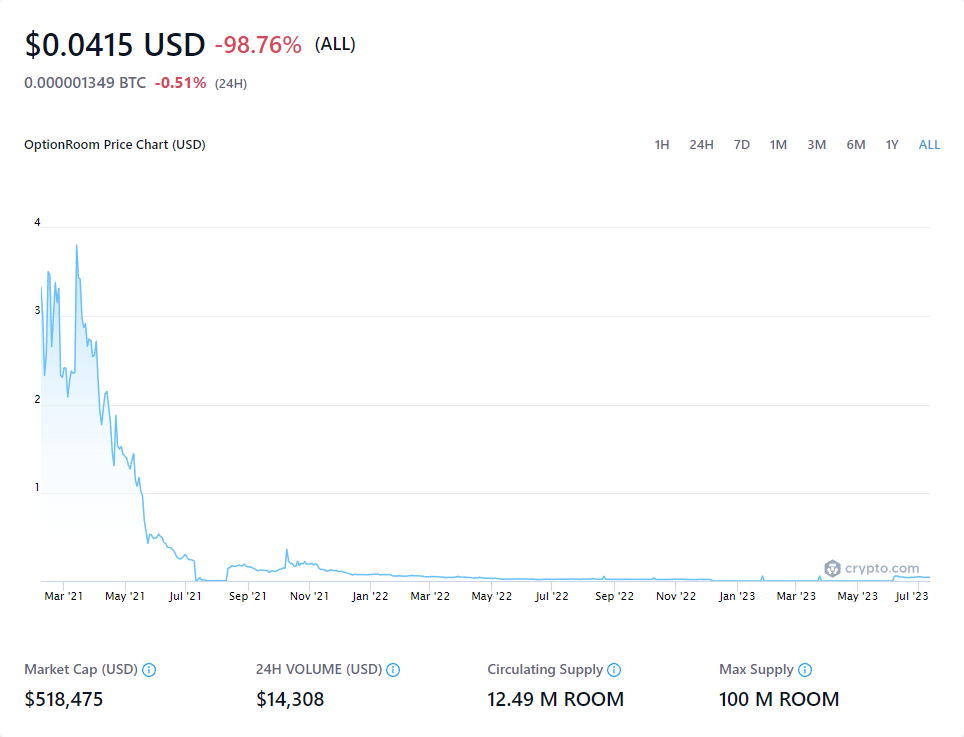 $0.0415 USD -98.76% (ALL)
0.000001349 BTC -0.51% (24H)
OptionRoom Price Chart (USD) 1H 24H 7D 1M 3M 6M 1Y ALL
4
3
2
1
crypto.com
Mar '21 May '21 Jul '21 Sep '21 Nov '21 Jan '22 Mar '22 May '22 Jul '22 Sep '22 Nov '22 Jan '23 Mar '23 May '23 Jul '23
Market Cap (USD) 24H VOLUME (USD) Circulating Supply Max Supply
$518,475 $14,308 12.49 M ROOM 100 M ROOM